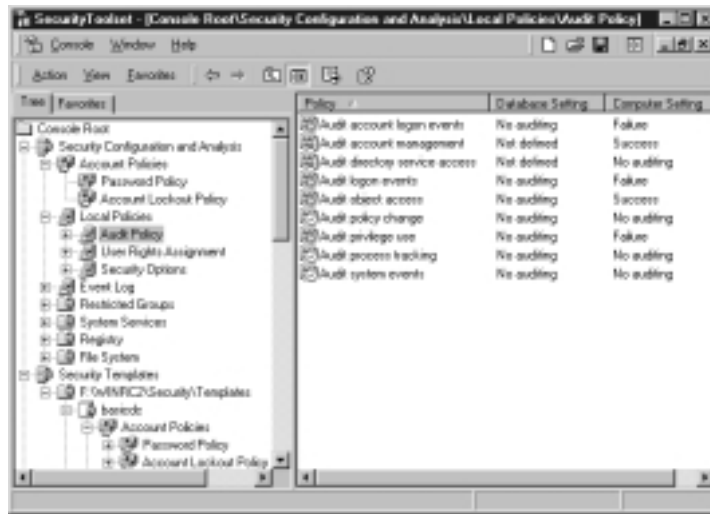 SecurityToolset - [Console Root\Security Configuration and Analysis\Local Policies\Audit Policy]
Console Window Help
Action View Favorites
Tree Favorites
Console Root
Security Configuration and Analysis
Account Policies
Password Policy
Account Lockout Policy
Local Policies
Audit Policy
User Rights Assignment
Security Options
Event Log
Restricted Groups
System Services
Registry
File System
Security Templates
F:\WINRC2\Security\Templates
basicdc
Account Policies
Password Policy
Account Lockout Policy
Policy Database Setting Computer Setting
Audit account logon events No auditing Failure
Audit account management Not defined Success
Audit directory service access Not defined No auditing
Audit logon events No auditing Failure
Audit object access No auditing Success
Audit policy change No auditing No auditing
Audit privilege use No auditing Failure
Audit process tracking No auditing No auditing
Audit system events No auditing No auditing